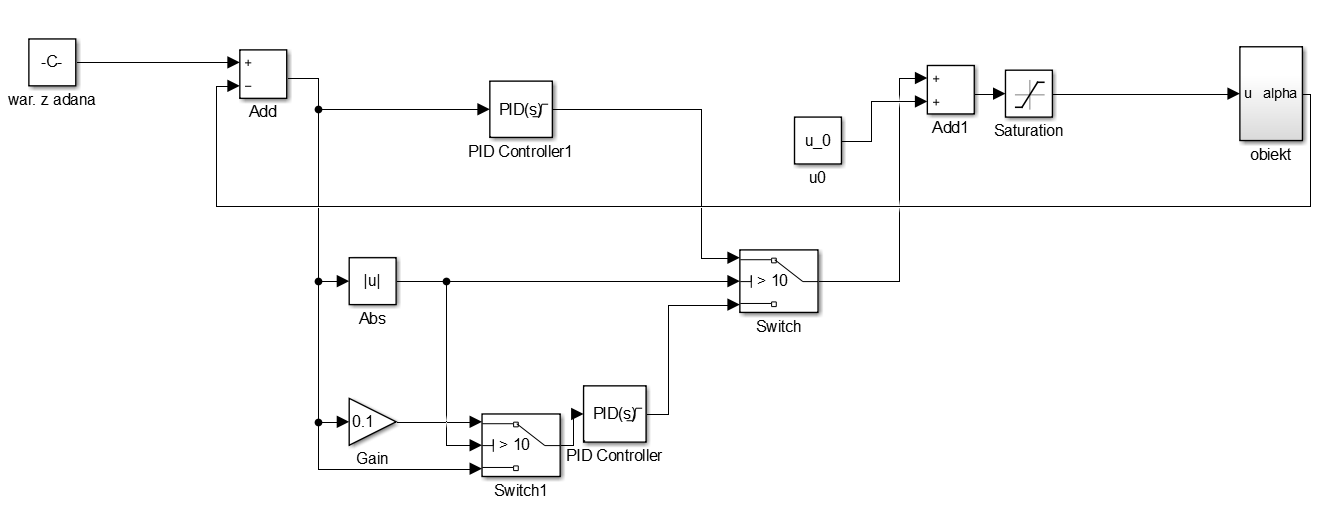 -C-
war. z adana
+
−
Add
PID(s)
PID Controller1
u_0
u0
+
+
Add1
Saturation
u alpha
obiekt
|u|
Abs
> 10
Switch
0.1
Gain
> 10
Switch1
PID(s)
PID Controller